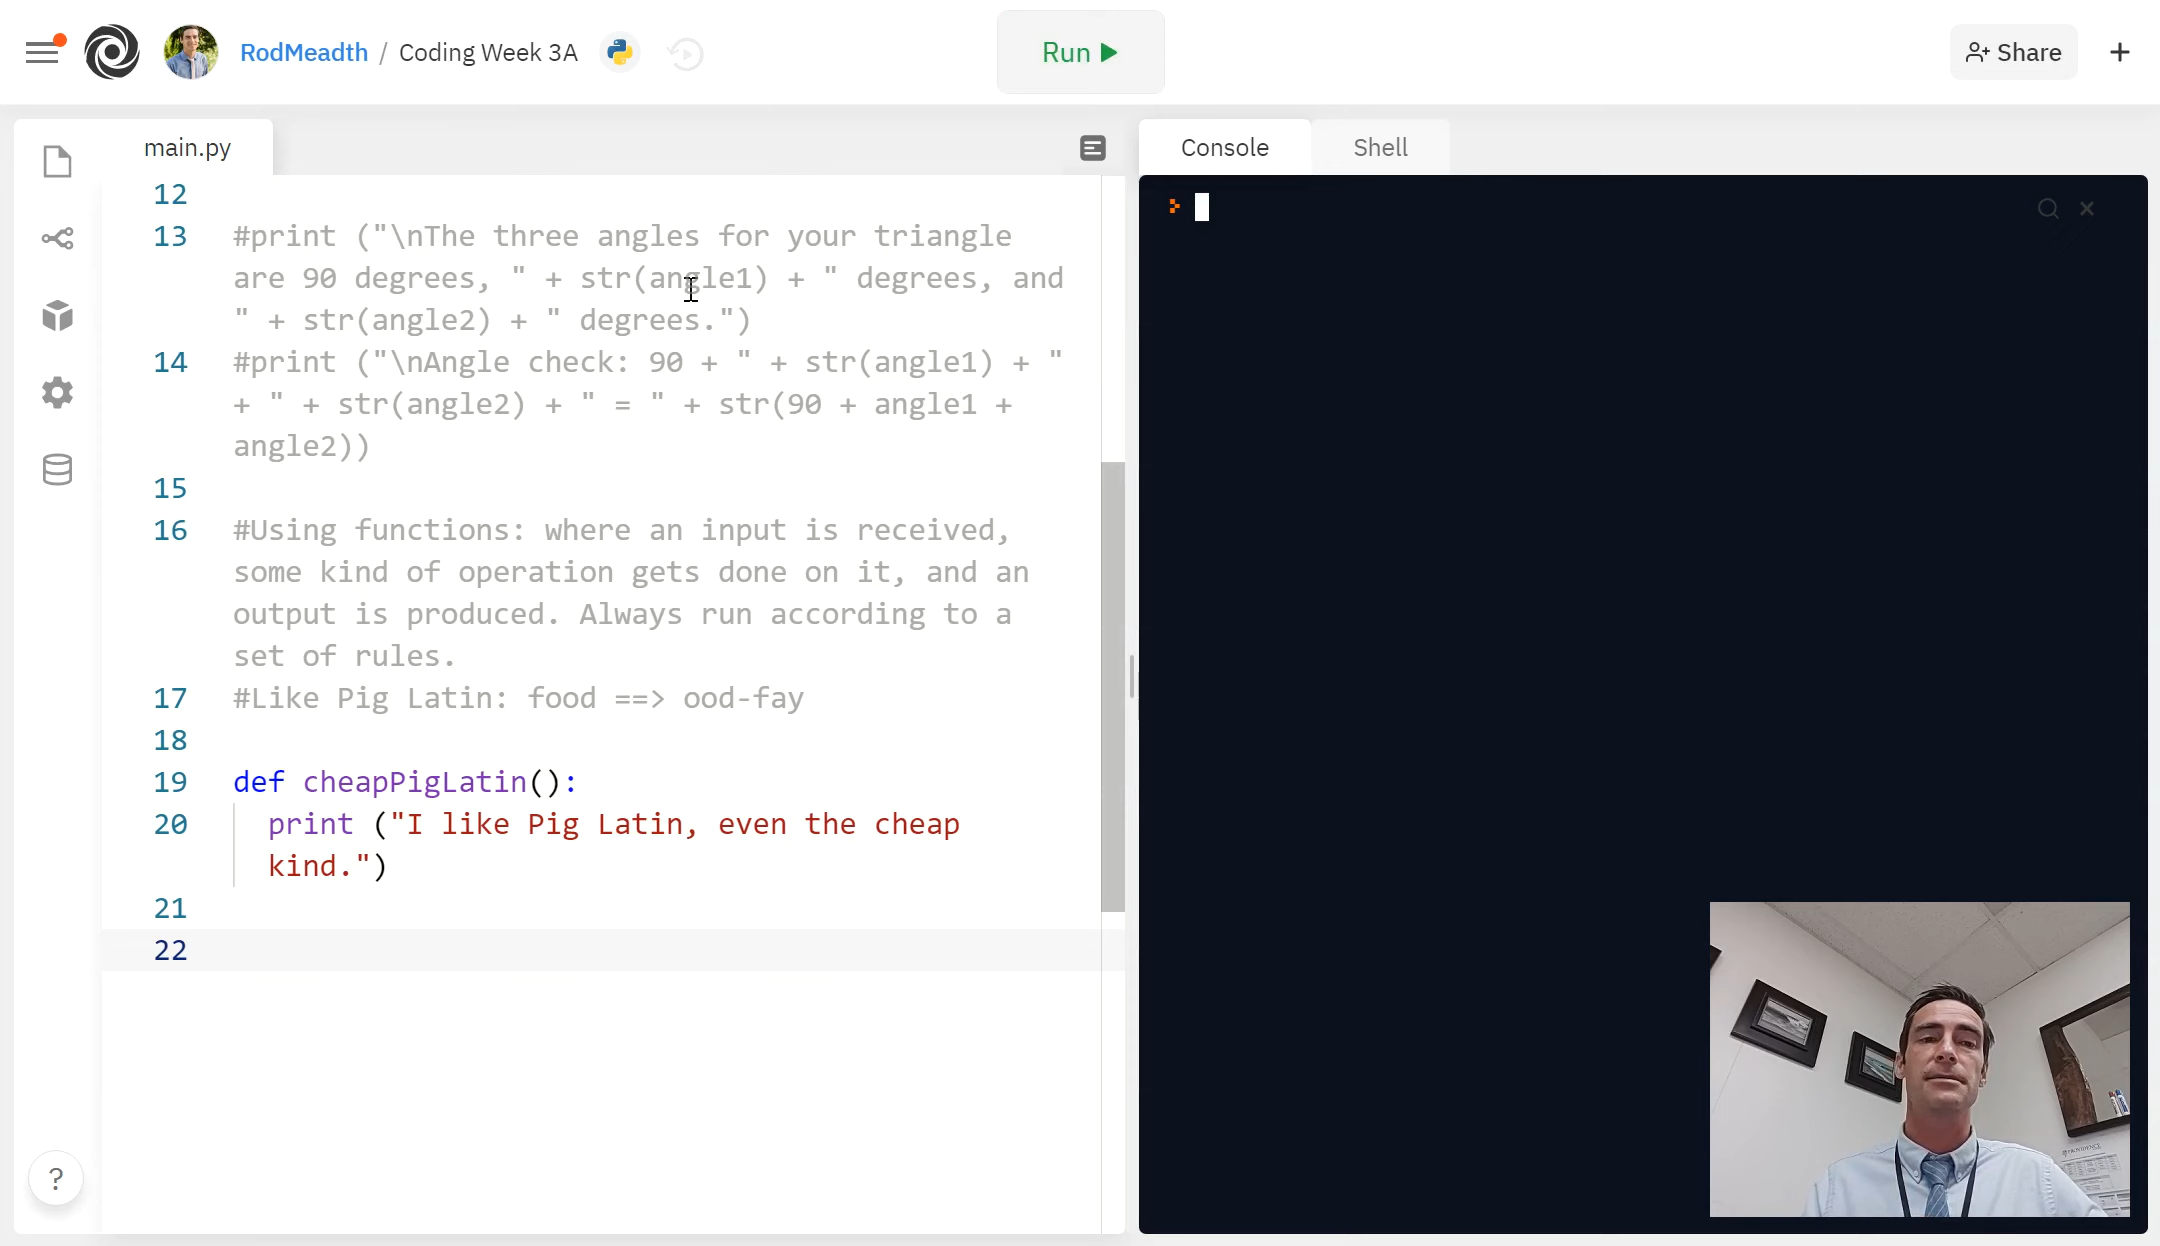 RodMeadth / Coding Week 3A
Run
Share
main.py
Console
Shell
12
13 #print ("\nThe three angles for your triangle
are 90 degrees, " + str(angle1) + " degrees, and
" + str(angle2) + " degrees.")
14 #print ("\nAngle check: 90 + " + str(angle1) + "
+ " + str(angle2) + " = " + str(90 + angle1 +
angle2))
15
16 #Using functions: where an input is received,
some kind of operation gets done on it, and an
output is produced. Always run according to a
set of rules.
17 #Like Pig Latin: food ==> ood-fay
18
19 def cheapPigLatin():
20 print ("I like Pig Latin, even the cheap
kind.")
21
22
?
PROVIDENCE